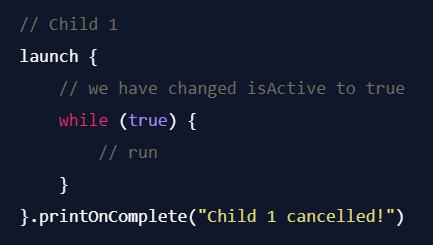 // Child 1
launch {
    // we have changed isActive to true
    while (true) {
        // run
    }
}.printOnComplete("Child 1 cancelled!")